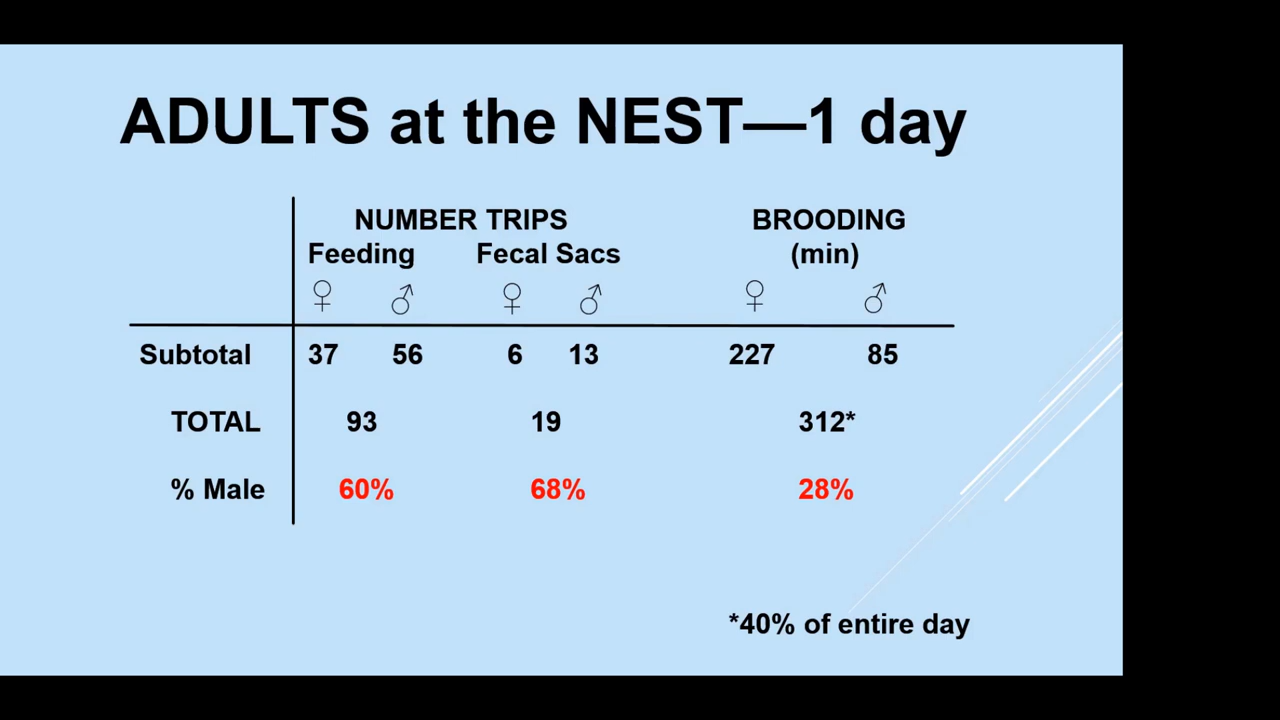 ADULTS at the NEST—1 day
NUMBER TRIPS BROODING
Feeding Fecal Sacs (min)
♀ ♂ ♀ ♂ ♀ ♂
Subtotal 37 56 6 13 227 85
TOTAL 93 19 312*
% Male 60% 68% 28%
*40% of entire day